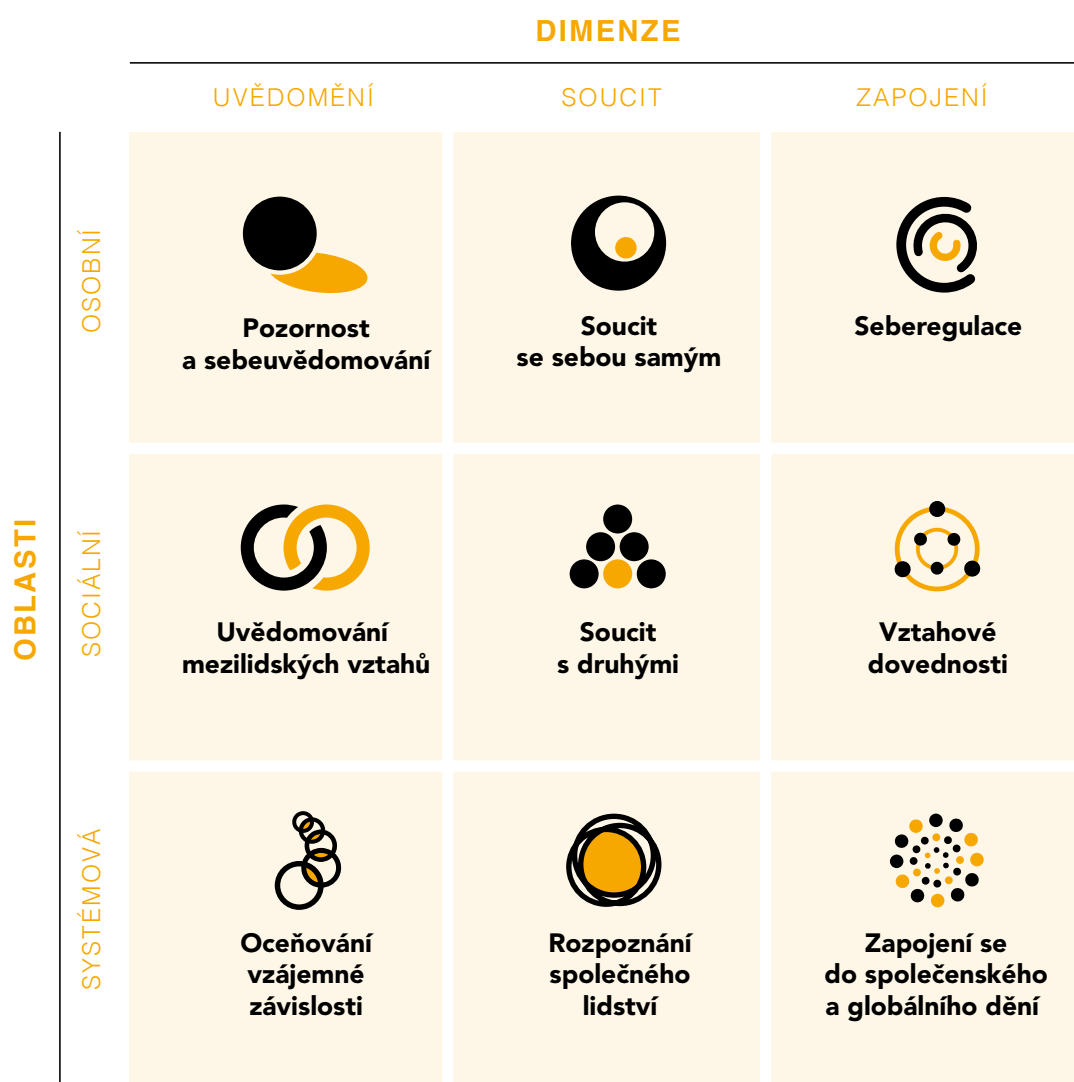 DIMENZE
UVĚDOMĚNÍ
SOUCIT
ZAPOJENÍ
OBLASTI
OSOBNÍ
Pozornost
a sebeuvědomování
Soucit
se sebou samým
Seberegulace
SOCIÁLNÍ
Uvědomování
mezilidských vztahů
Soucit
s druhými
Vztahové
dovednosti
SYSTÉMOVÁ
Oceňování
vzájemné
závislosti
Rozpoznání
společného
lidství
Zapojení se
do společenského
a globálního dění